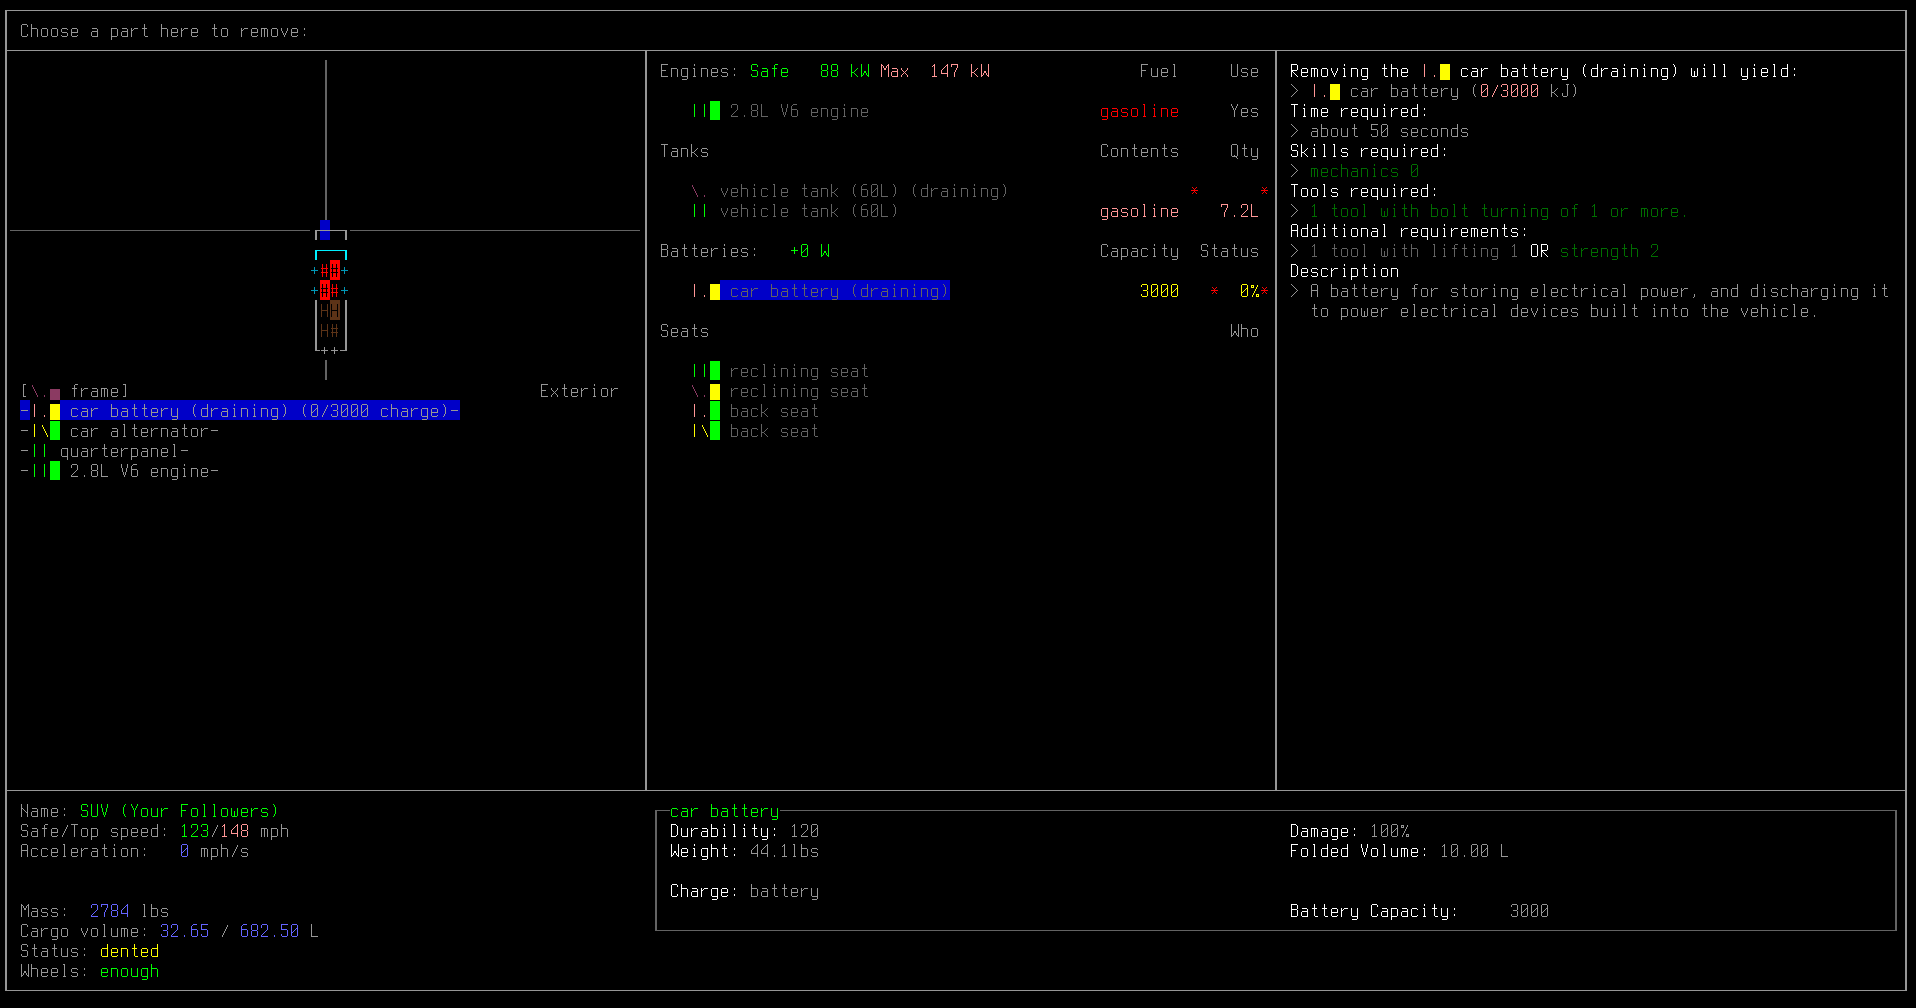 Choose a part here to remove:
Engines: Safe 88 kW Max 147 kW Fuel Use
|| 2.8L V6 engine gasoline Yes
Tanks Contents Qty
\. vehicle tank (60L) (draining) * *
|| vehicle tank (60L) gasoline 7.2L
Batteries: +0 W Capacity Status
|. car battery (draining) 3000 * 0%*
Seats Who
|| reclining seat
\. reclining seat
|. back seat
|\ back seat
Removing the |. car battery (draining) will yield:
> |. car battery (0/3000 kJ)
Time required:
> about 50 seconds
Skills required:
> mechanics 0
Tools required:
> 1 tool with bolt turning of 1 or more.
Additional requirements:
> 1 tool with lifting 1 OR strength 2
Description
> A battery for storing electrical power, and discharging it
to power electrical devices built into the vehicle.
+##+
+##+
HH
H#
++
[\. frame] Exterior
-|. car battery (draining) (0/3000 charge)-
-|\ car alternator-
-|| quarterpanel-
-|| 2.8L V6 engine-
Name: SUV (Your Followers)
Safe/Top speed: 123/148 mph
Acceleration: 0 mph/s
Mass: 2784 lbs
Cargo volume: 32.65 / 682.50 L
Status: dented
Wheels: enough
car battery
Durability: 120 Damage: 100%
Weight: 44.1lbs Folded Volume: 10.00 L
Charge: battery
Battery Capacity: 3000